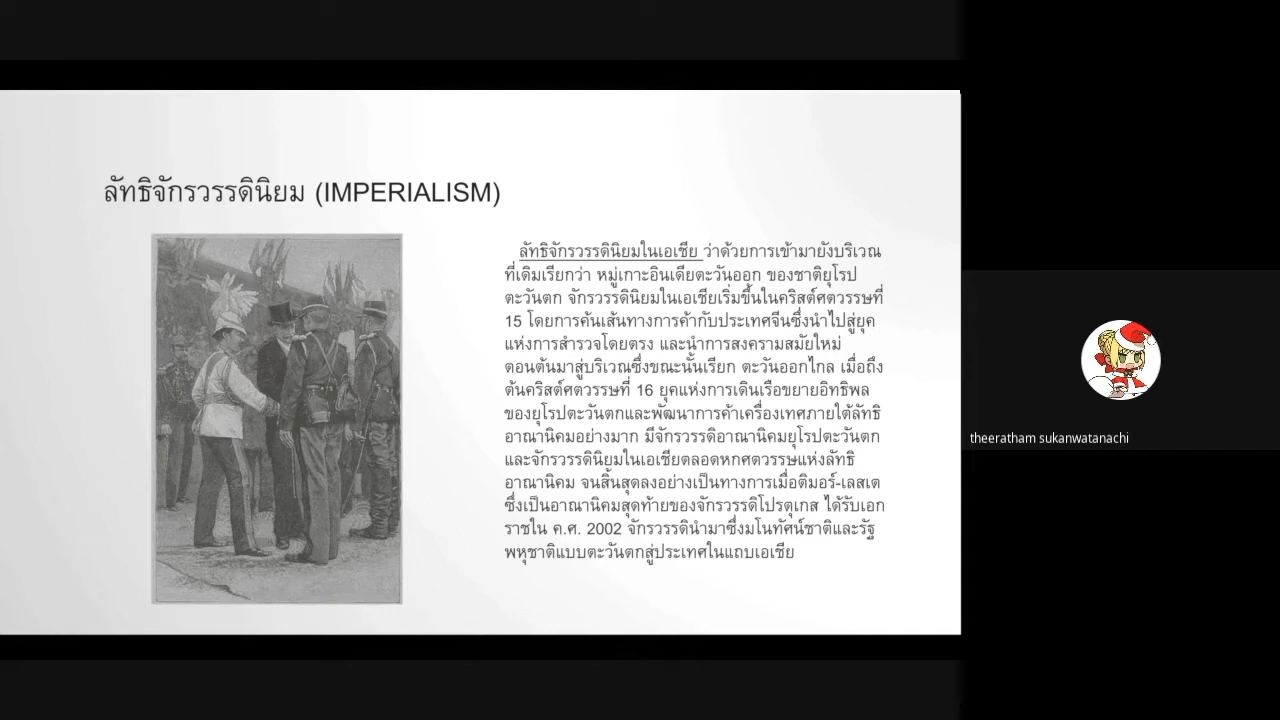 ลัทธิจักรวรรดินิยม (IMPERIALISM)
ลัทธิจักรวรรดินิยมในเอเชีย ว่าด้วยการเข้ามายังบริเวณ
ที่เดิมเรียกว่า หมู่เกาะอินเดียตะวันออก ของชาติยุโรป
ตะวันตก จักรวรรดินิยมในเอเชียเริ่มขึ้นในคริสต์ศตวรรษที่
15 โดยการค้นเส้นทางการค้ากับประเทศจีนซึ่งนำไปสู่ยุค
แห่งการสำรวจโดยตรง และนำการสงครามสมัยใหม่
ตอนต้นมาสู่บริเวณซึ่งขณะนั้นเรียก ตะวันออกไกล เมื่อถึง
ต้นคริสต์ศตวรรษที่ 16 ยุคแห่งการเดินเรือขยายอิทธิพล
ของยุโรปตะวันตกและพัฒนาการค้าเครื่องเทศภายใต้ลัทธิ
อาณานิคมอย่างมาก มีจักรวรรดิอาณานิคมยุโรปตะวันตก
และจักรวรรดินิยมในเอเชียตลอดหกศตวรรษแห่งลัทธิ
อาณานิคม จนสิ้นสุดลงอย่างเป็นทางการเมื่อติมอร์-เลสเต
ซึ่งเป็นอาณานิคมสุดท้ายของจักรวรรดิโปรตุเกส ได้รับเอก
ราชใน ค.ศ. 2002 จักรวรรดินำมาซึ่งมโนทัศน์ชาติและรัฐ
พหุชาติแบบตะวันตกสู่ประเทศในแถบเอเชีย
theeratham sukanwatanachi